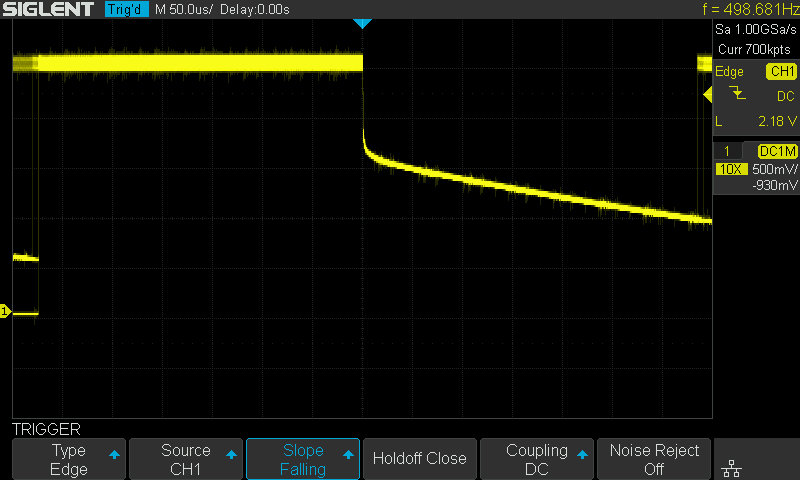 SIGLENT Trig'd M 50.0us/ Delay:0.00s f = 498.681Hz
Sa 1.00GSa/s
Curr 700kpts
Edge CH1
DC
L 2.18 V
1 DC1M
10X 500mV/
-930mV
1
TRIGGER
Type Source Slope Holdoff Close Coupling Noise Reject
Edge CH1 Falling DC Off